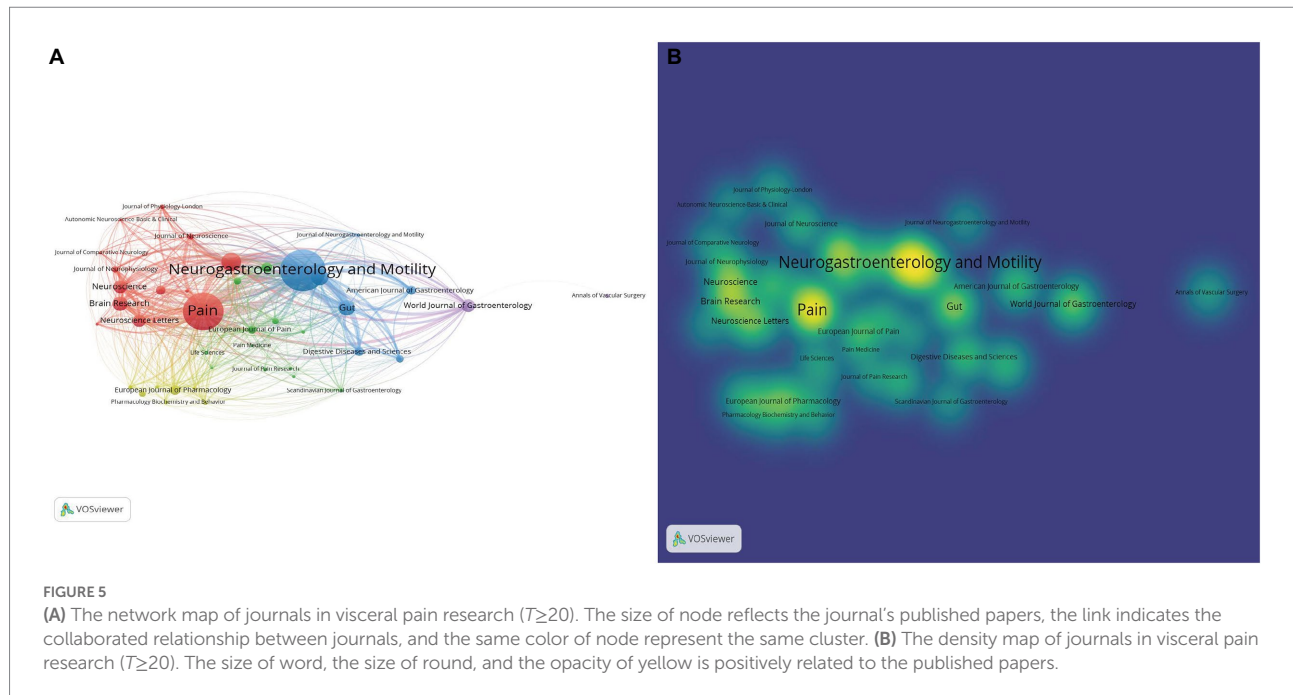 A
Journal of Physiology-London
Autonomic Neuroscience Basic & Clinical
Journal of Neuroscience
Journal of Neurogastroenterology and Motility
Journal of Comparative Neurology
Journal of Neurophysiology
Neurogastroenterology and Motility
Neuroscience
American Journal of Gastroenterology
Annals of Vascular Surgery
Brain Research
Pain
Gut
World Journal of Gastroenterology
Neuroscience Letters
European Journal of Pain
Pain Medicine
Life Sciences
Digestive Diseases and Sciences
Journal of Pain Research
European Journal of Pharmacology
Scandinavian Journal of Gastroenterology
Pharmacology Biochemistry and Behavior
VOSviewer
B
Journal of Physiology-London
Autonomic Neuroscience Basic & Clinical
Journal of Neuroscience
Journal of Neurogastroenterology and Motility
Journal of Comparative Neurology
Journal of Neurophysiology
Neurogastroenterology and Motility
Neuroscience
American Journal of Gastroenterology
Annals of Vascular Surgery
Brain Research
Pain
Gut
World Journal of Gastroenterology
Neuroscience Letters
European Journal of Pain
Pain Medicine
Life Sciences
Digestive Diseases and Sciences
Journal of Pain Research
European Journal of Pharmacology
Scandinavian Journal of Gastroenterology
Pharmacology Biochemistry and Behavior
VOSviewer
FIGURE 5
(A) The network map of journals in visceral pain research (T≥20). The size of node reflects the journal's published papers, the link indicates the
collaborated relationship between journals, and the same color of node represent the same cluster. (B) The density map of journals in visceral pain
research (T≥20). The size of word, the size of round, and the opacity of yellow is positively related to the published papers.